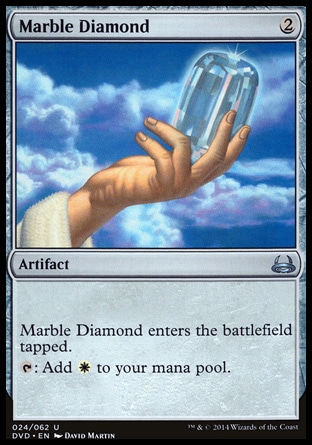 Marble Diamond 2
Artifact
Marble Diamond enters the battlefield
tapped.
: Add to your mana pool.
024/062 U
DVD • EN DAVID MARTIN ™ & © 2014 Wizards of the Coast